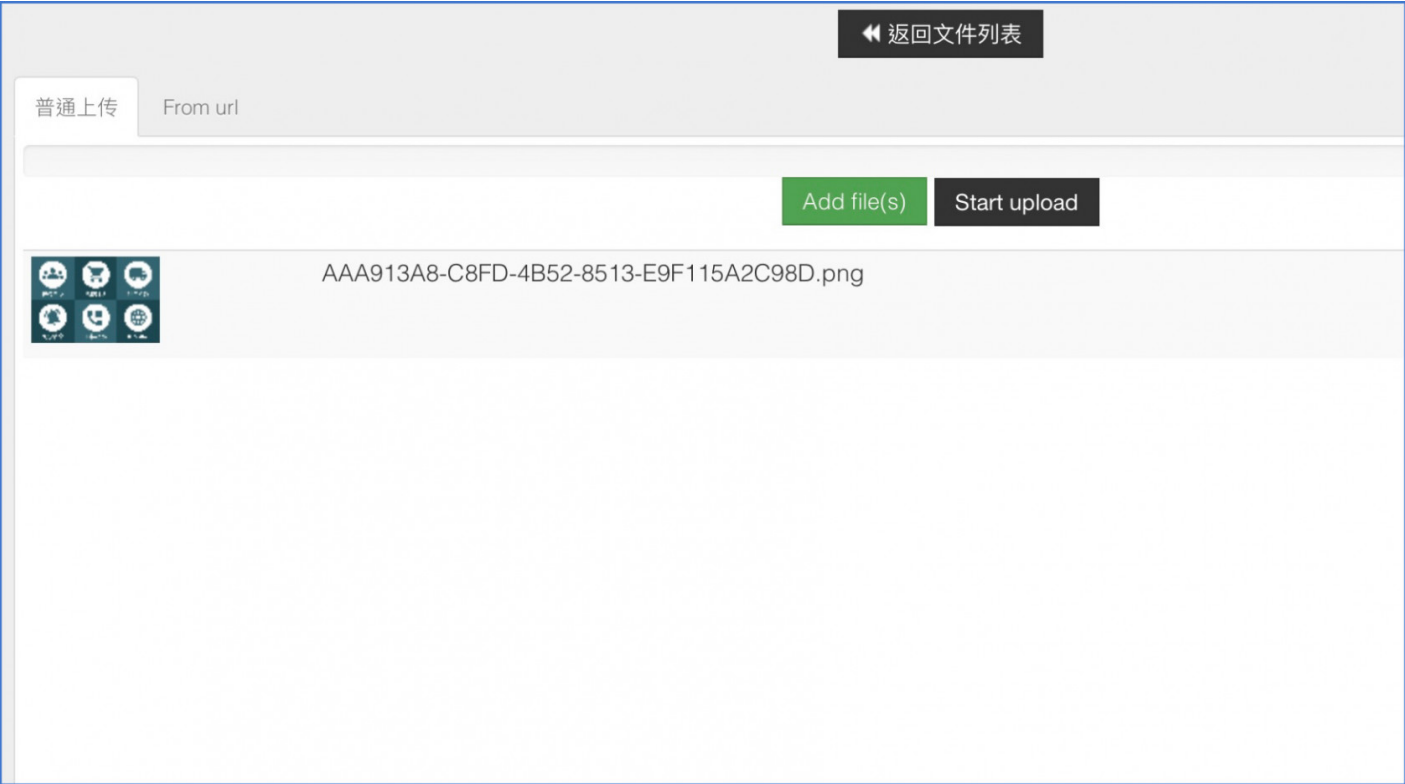 返回文件列表
普通上传
From url
Add file(s)
Start upload
AAA913A8-C8FD-4B52-8513-E9F115A2C98D.png